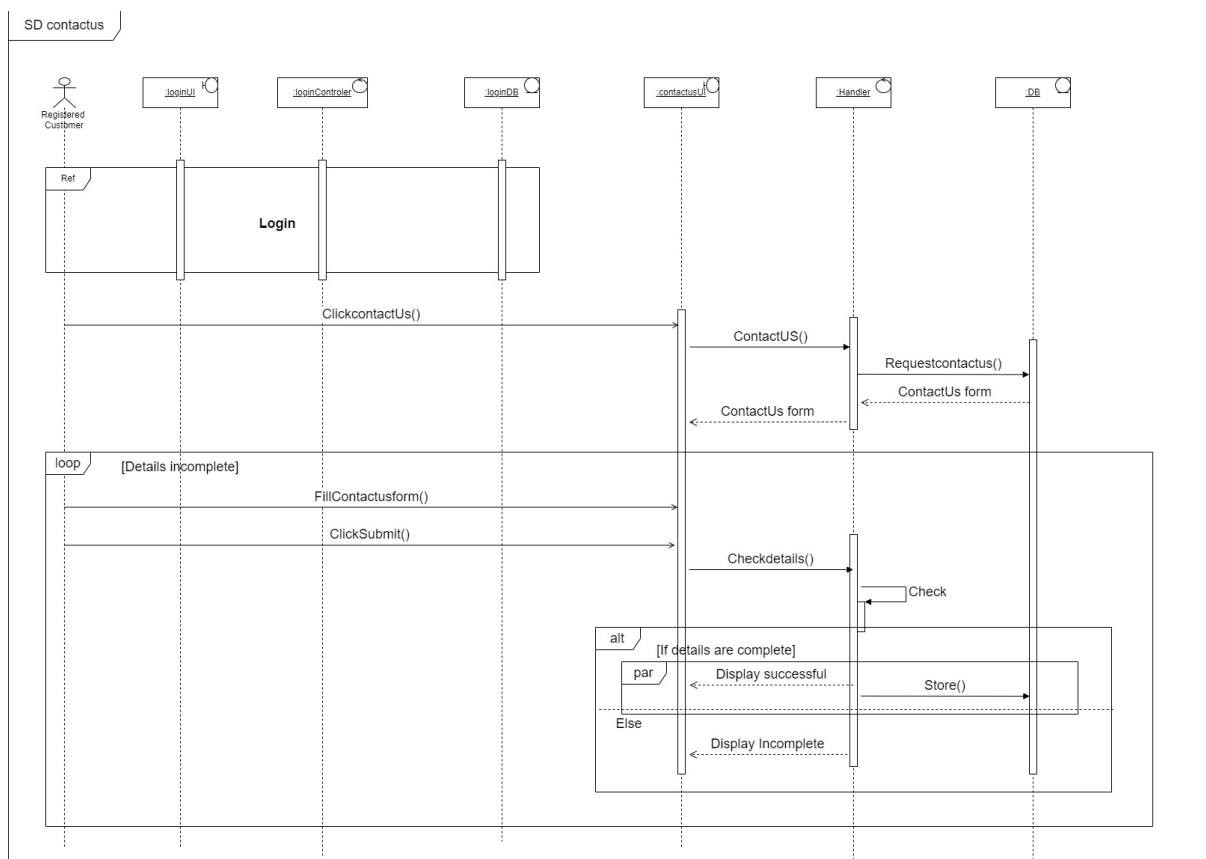 SD contactus
:loginUI
:loginControler
:loginDB
:contactusUI
:Handler
:DB
Registered
Customer
Ref
Login
ClickcontactUs()
ContactUS()
Requestcontactus()
ContactUs form
ContactUs form
loop
[Details incomplete]
FillContactusform()
ClickSubmit()
Checkdetails()
Check
alt
[If details are complete]
par
Display successful
Store()
Else
Display Incomplete